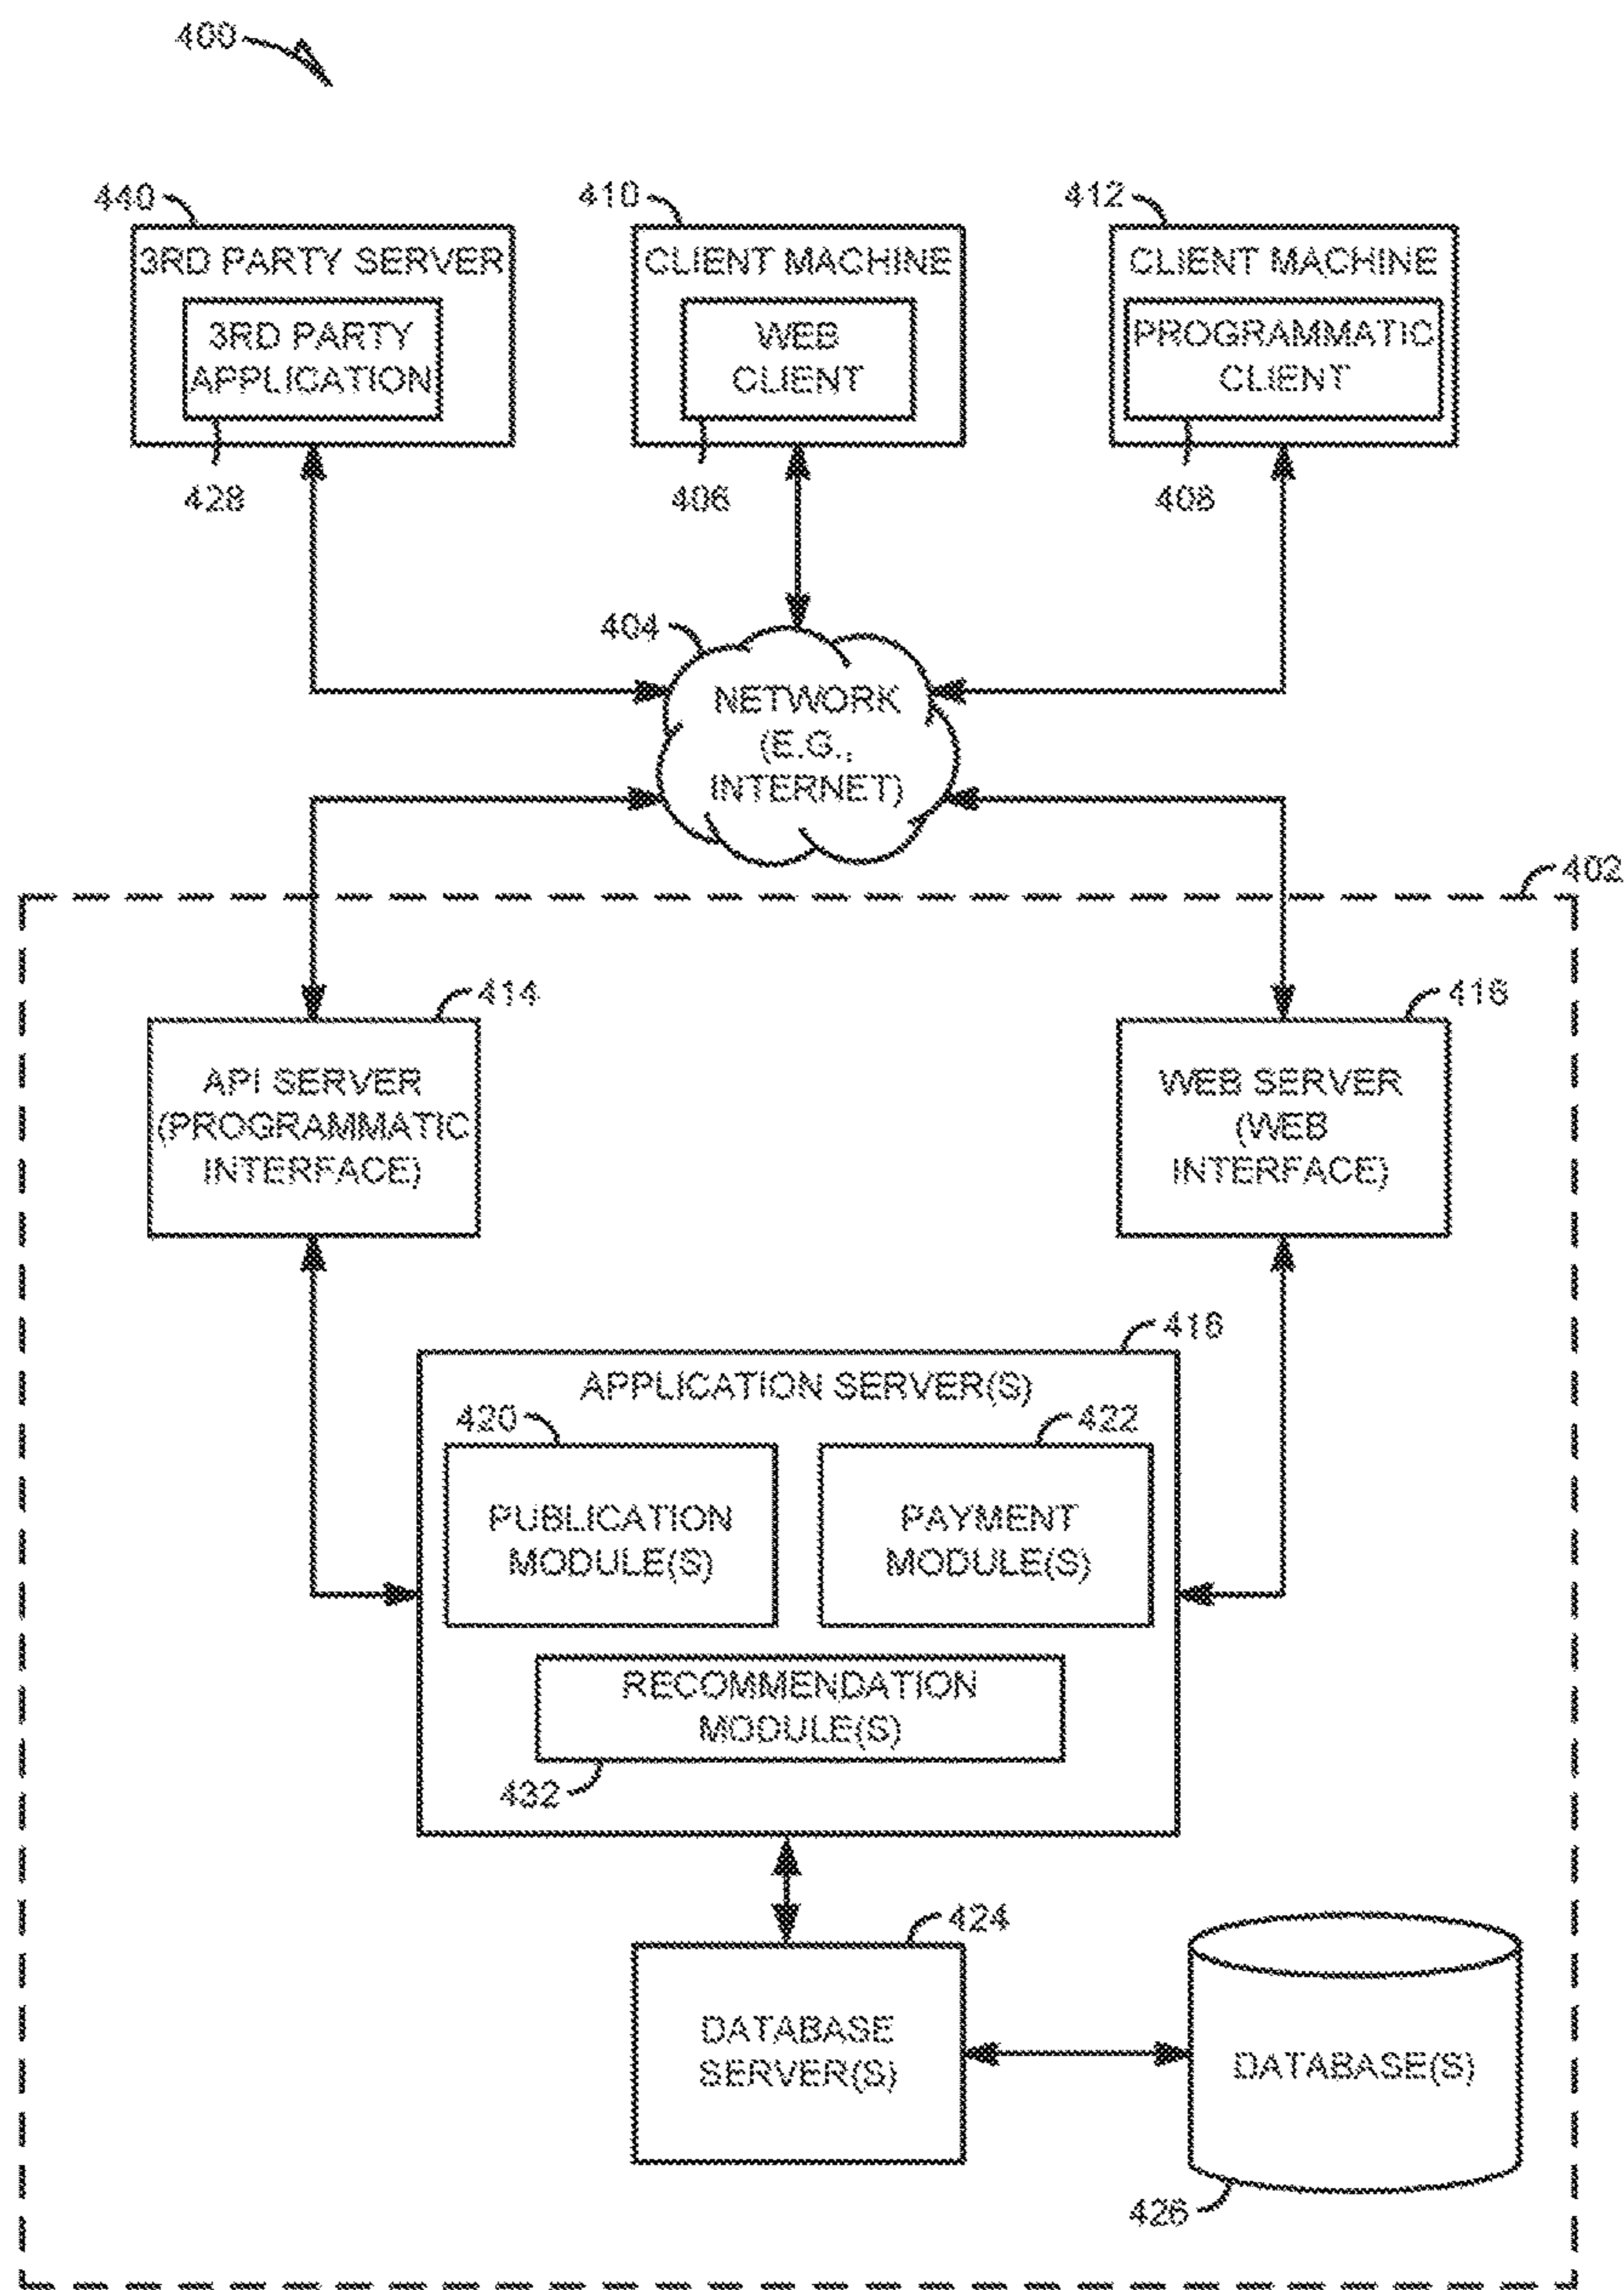 400
440
410
412
3RD PARTY SERVER
CLIENT MACHINE
CLIENT MACHINE
3RD PARTY
APPLICATION
WEB
CLIENT
PROGRAMMATIC
CLIENT
428
406
408
404
NETWORK
(E.G.,
INTERNET)
402
414
416
API SERVER
(PROGRAMMATIC
INTERFACE)
WEB SERVER
(WEB
INTERFACE)
418
APPLICATION SERVER(S)
420
422
PUBLICATION
MODULE(S)
PAYMENT
MODULE(S)
RECOMMENDATION
MODULE(S)
432
424
DATABASE
SERVER(S)
DATABASE(S)
426